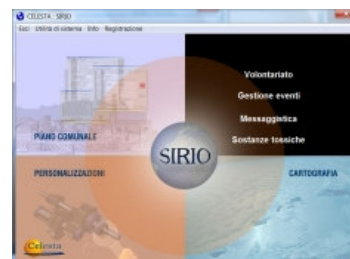 CELESTA - SIRIO
Esci Utilità di sistema Info Registrazione
Volontariato
Gestione eventi
Messaggistica
Sostanze tossiche
PIANO COMUNALE
SIRIO
PERSONALIZZAZIONI
CARTOGRAFIA
Celesta